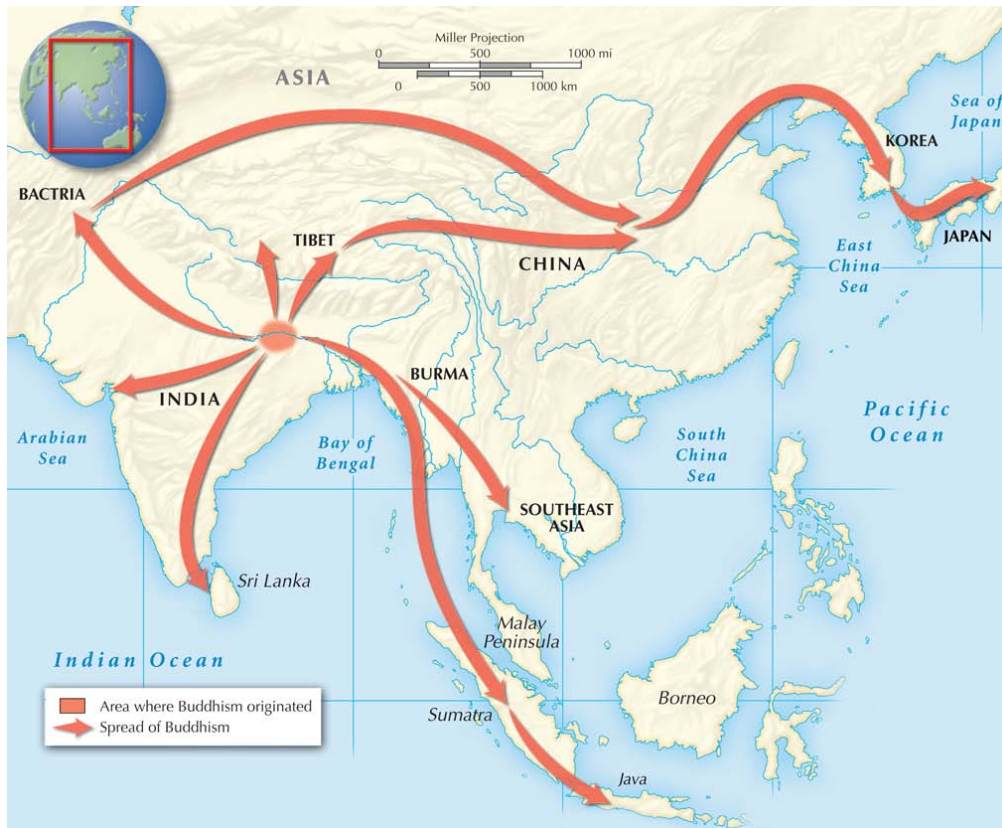 Miller Projection
0 500 1000 mi
0 500 1000 km
ASIA
Sea of
Japan
KOREA
BACTRIA
TIBET
JAPAN
CHINA
East
China
Sea
BURMA
INDIA
Pacific
Ocean
Arabian
Sea
Bay of
Bengal
South
China
Sea
SOUTHEAST
ASIA
Sri Lanka
Malay
Peninsula
Indian Ocean
Borneo
Area where Buddhism originated
Spread of Buddhism
Sumatra
Java